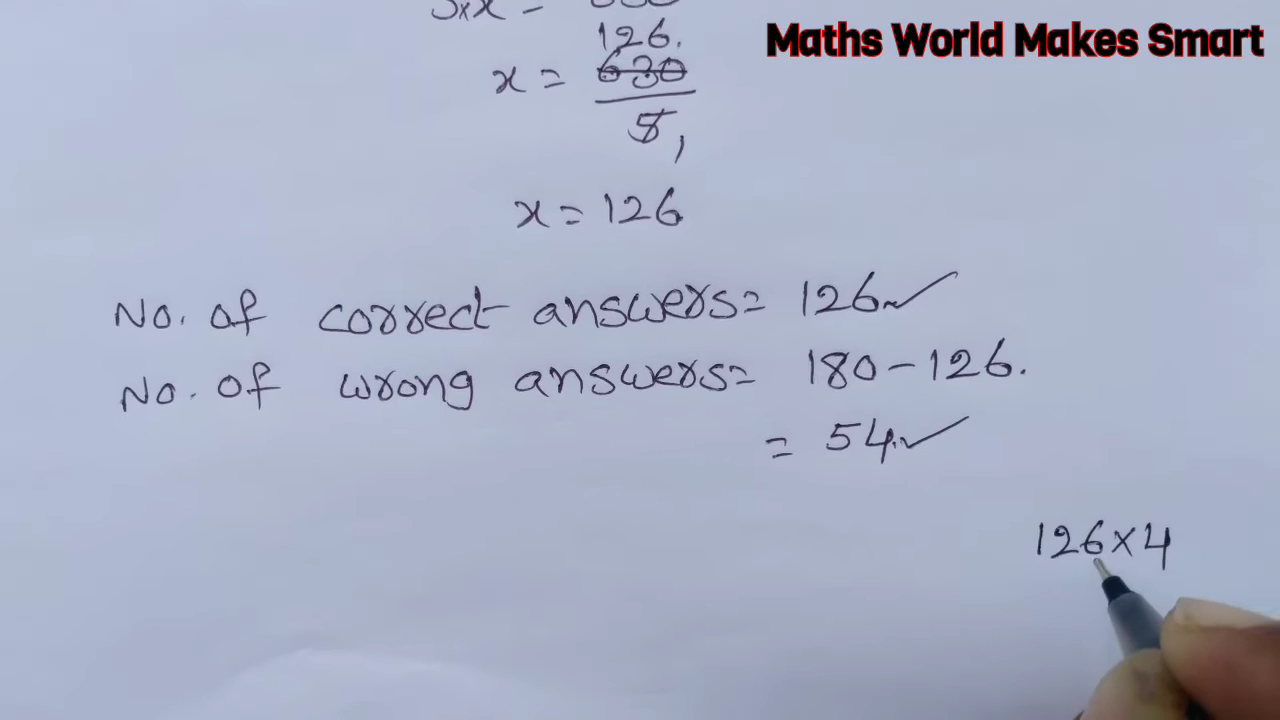 Maths World Makes Smart
126.
x = 630
5,
x = 126
No. of correct answers = 126 ✓
No. of wrong answers = 180 - 126.
= 54. ✓
126 x 4